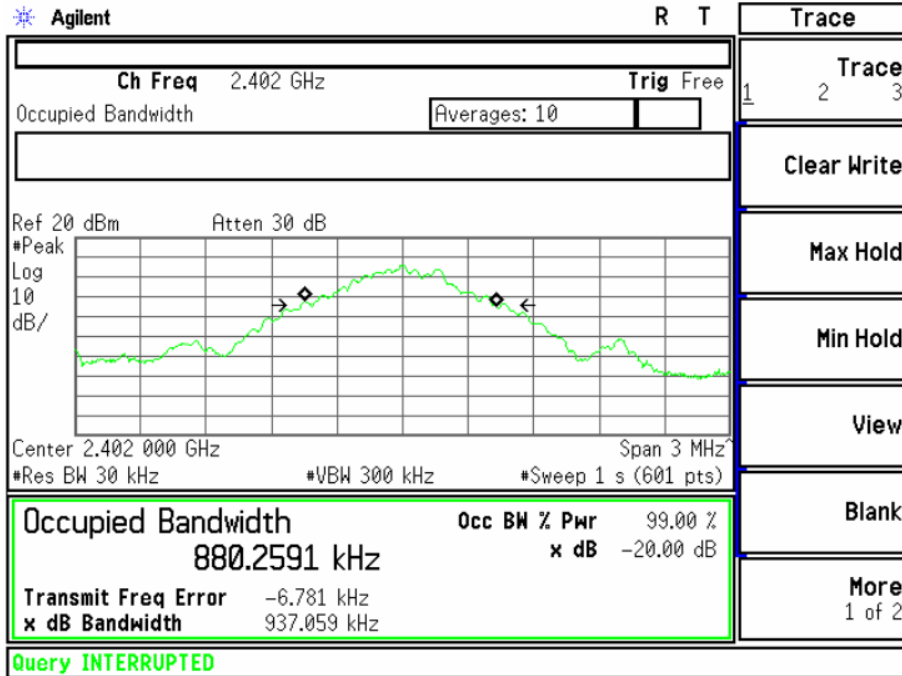 Agilent R T
Trace
Ch Freq 2.402 GHz Trig Free
Occupied Bandwidth Averages: 10
Trace
1 2 3
Clear Write
Max Hold
Min Hold
View
Blank
More
1 of 2
Ref 20 dBm Atten 30 dB
#Peak
Log
10
dB/
Center 2.402 000 GHz Span 3 MHz^
#Res BW 30 kHz #VBW 300 kHz #Sweep 1 s (601 pts)
Occupied Bandwidth Occ BW % Pwr 99.00 %
880.2591 kHz x dB -20.00 dB
Transmit Freq Error -6.781 kHz
x dB Bandwidth 937.059 kHz
Query INTERRUPTED